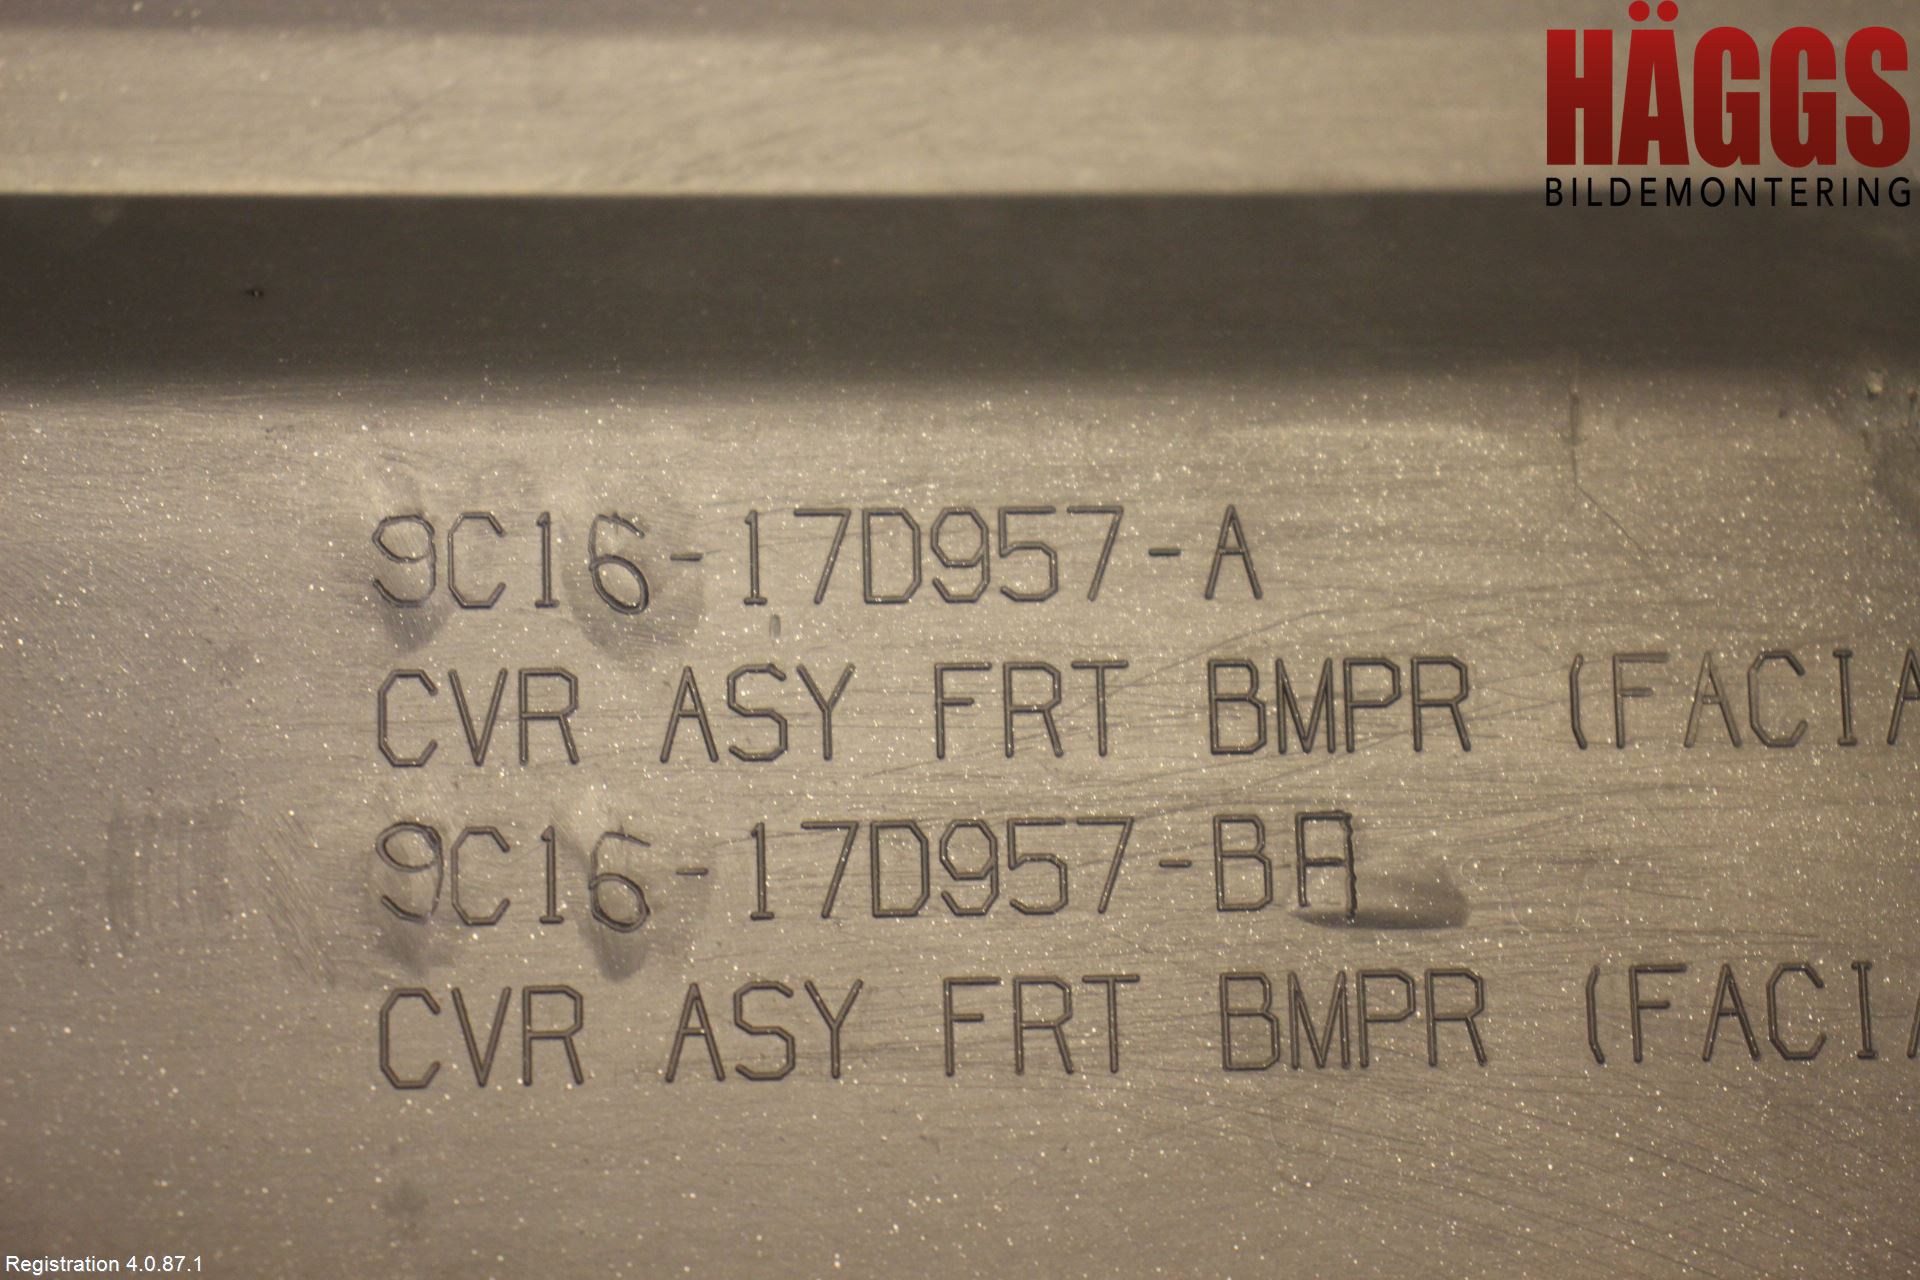 HÄGGS
BILDEMONTERING
9C16-17D957-A
CVR ASY FRT BMPR (FACIA
9C16-17D957-BA
CVR ASY FRT BMPR (FACIA
Registration 4.0.87.1